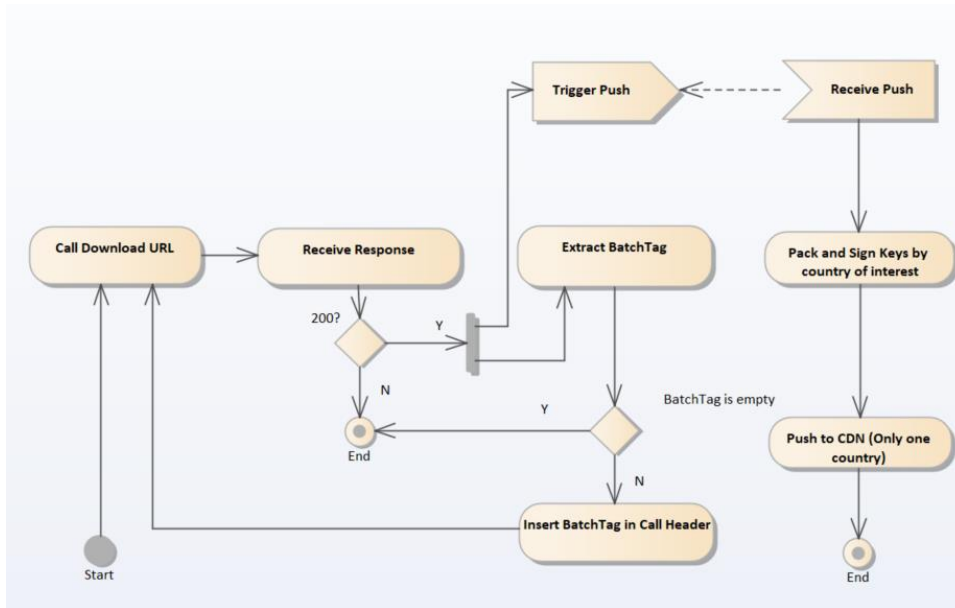 Trigger Push
Receive Push
Call Download URL
Receive Response
Extract BatchTag
Pack and Sign Keys by
country of interest
200?
Y
N
BatchTag is empty
Y
End
Push to CDN (Only one
country)
N
Insert BatchTag in Call Header
Start
End